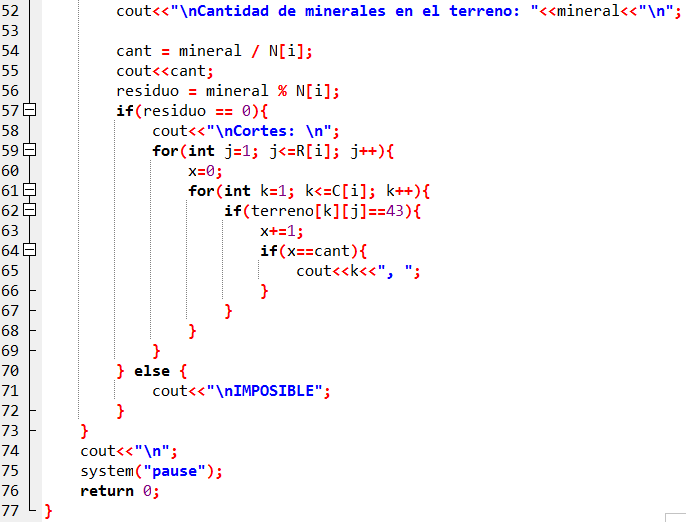 52 cout<<"\nCantidad de minerales en el terreno: "<<mineral<<"\n";
53
54 cant = mineral / N[i];
55 cout<<cant;
56 residuo = mineral % N[i];
57 if(residuo == 0){
58 cout<<"\nCortes: \n";
59 for(int j=1; j<=R[i]; j++){
60 x=0;
61 for(int k=1; k<=C[i]; k++){
62 if(terreno[k][j]==43){
63 x+=1;
64 if(x==cant){
65 cout<<k<<", ";
66 }
67 }
68 }
69 }
70 } else {
71 cout<<"\nIMPOSIBLE";
72 }
73 }
74 cout<<"\n";
75 system("pause");
76 return 0;
77 }